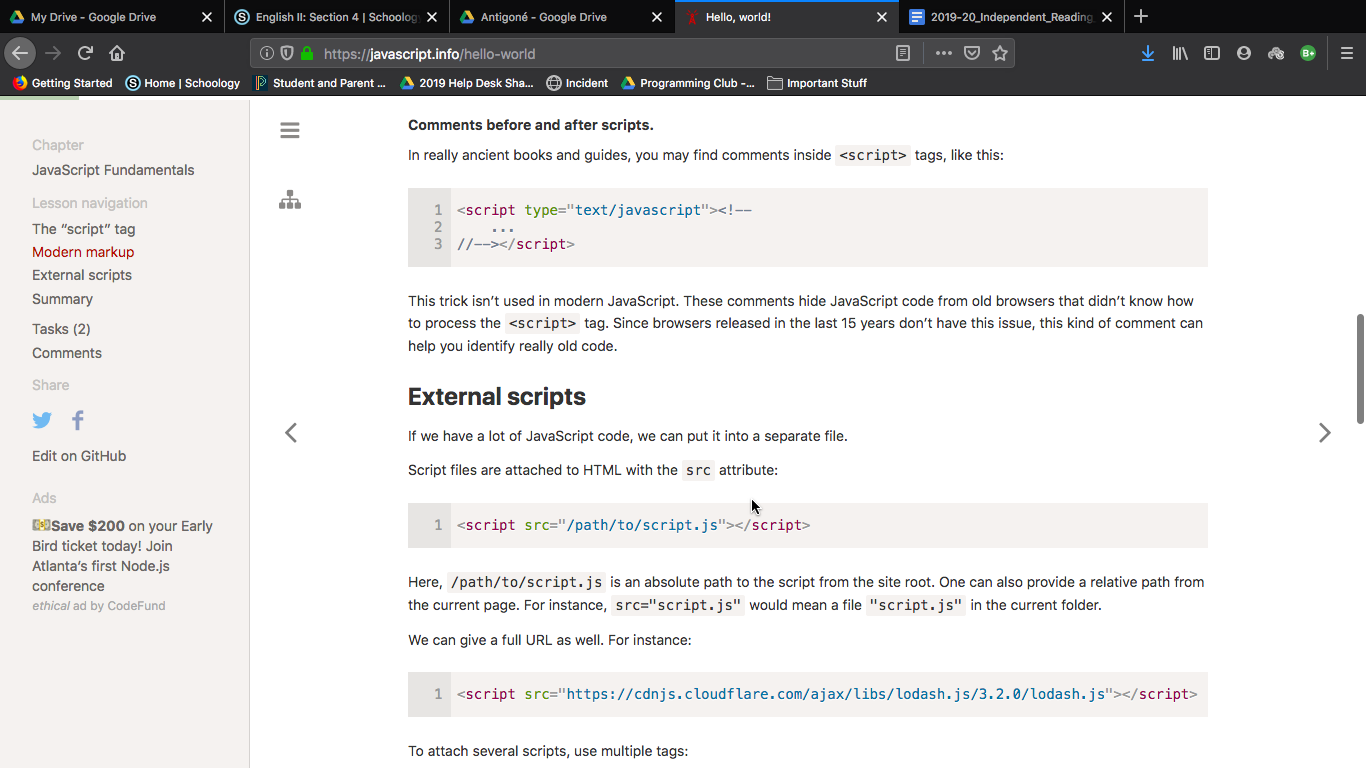 My Drive - Google Drive
English II: Section 4 | Schoology
Antigoné - Google Drive
Hello, world!
2019-20_Independent_Reading
https://javascript.info/hello-world
Getting Started
Home | Schoology
Student and Parent ...
2019 Help Desk Sha...
Incident
Programming Club -...
Important Stuff
B+
Chapter
JavaScript Fundamentals
Lesson navigation
The “script” tag
Modern markup
External scripts
Summary
Tasks (2)
Comments
Share
Edit on GitHub
Ads
Save $200 on your Early
Bird ticket today! Join
Atlanta’s first Node.js
conference
ethical ad by CodeFund
Comments before and after scripts.
In really ancient books and guides, you may find comments inside <script> tags, like this:
1 <script type="text/javascript"><!--
2 ...
3 //--></script>
This trick isn’t used in modern JavaScript. These comments hide JavaScript code from old browsers that didn’t know how
to process the <script> tag. Since browsers released in the last 15 years don’t have this issue, this kind of comment can
help you identify really old code.
External scripts
If we have a lot of JavaScript code, we can put it into a separate file.
Script files are attached to HTML with the src attribute:
1 <script src="/path/to/script.js"></script>
Here, /path/to/script.js is an absolute path to the script from the site root. One can also provide a relative path from
the current page. For instance, src="script.js" would mean a file "script.js" in the current folder.
We can give a full URL as well. For instance:
1 <script src="https://cdnjs.cloudflare.com/ajax/libs/lodash.js/3.2.0/lodash.js"></script>
To attach several scripts, use multiple tags: